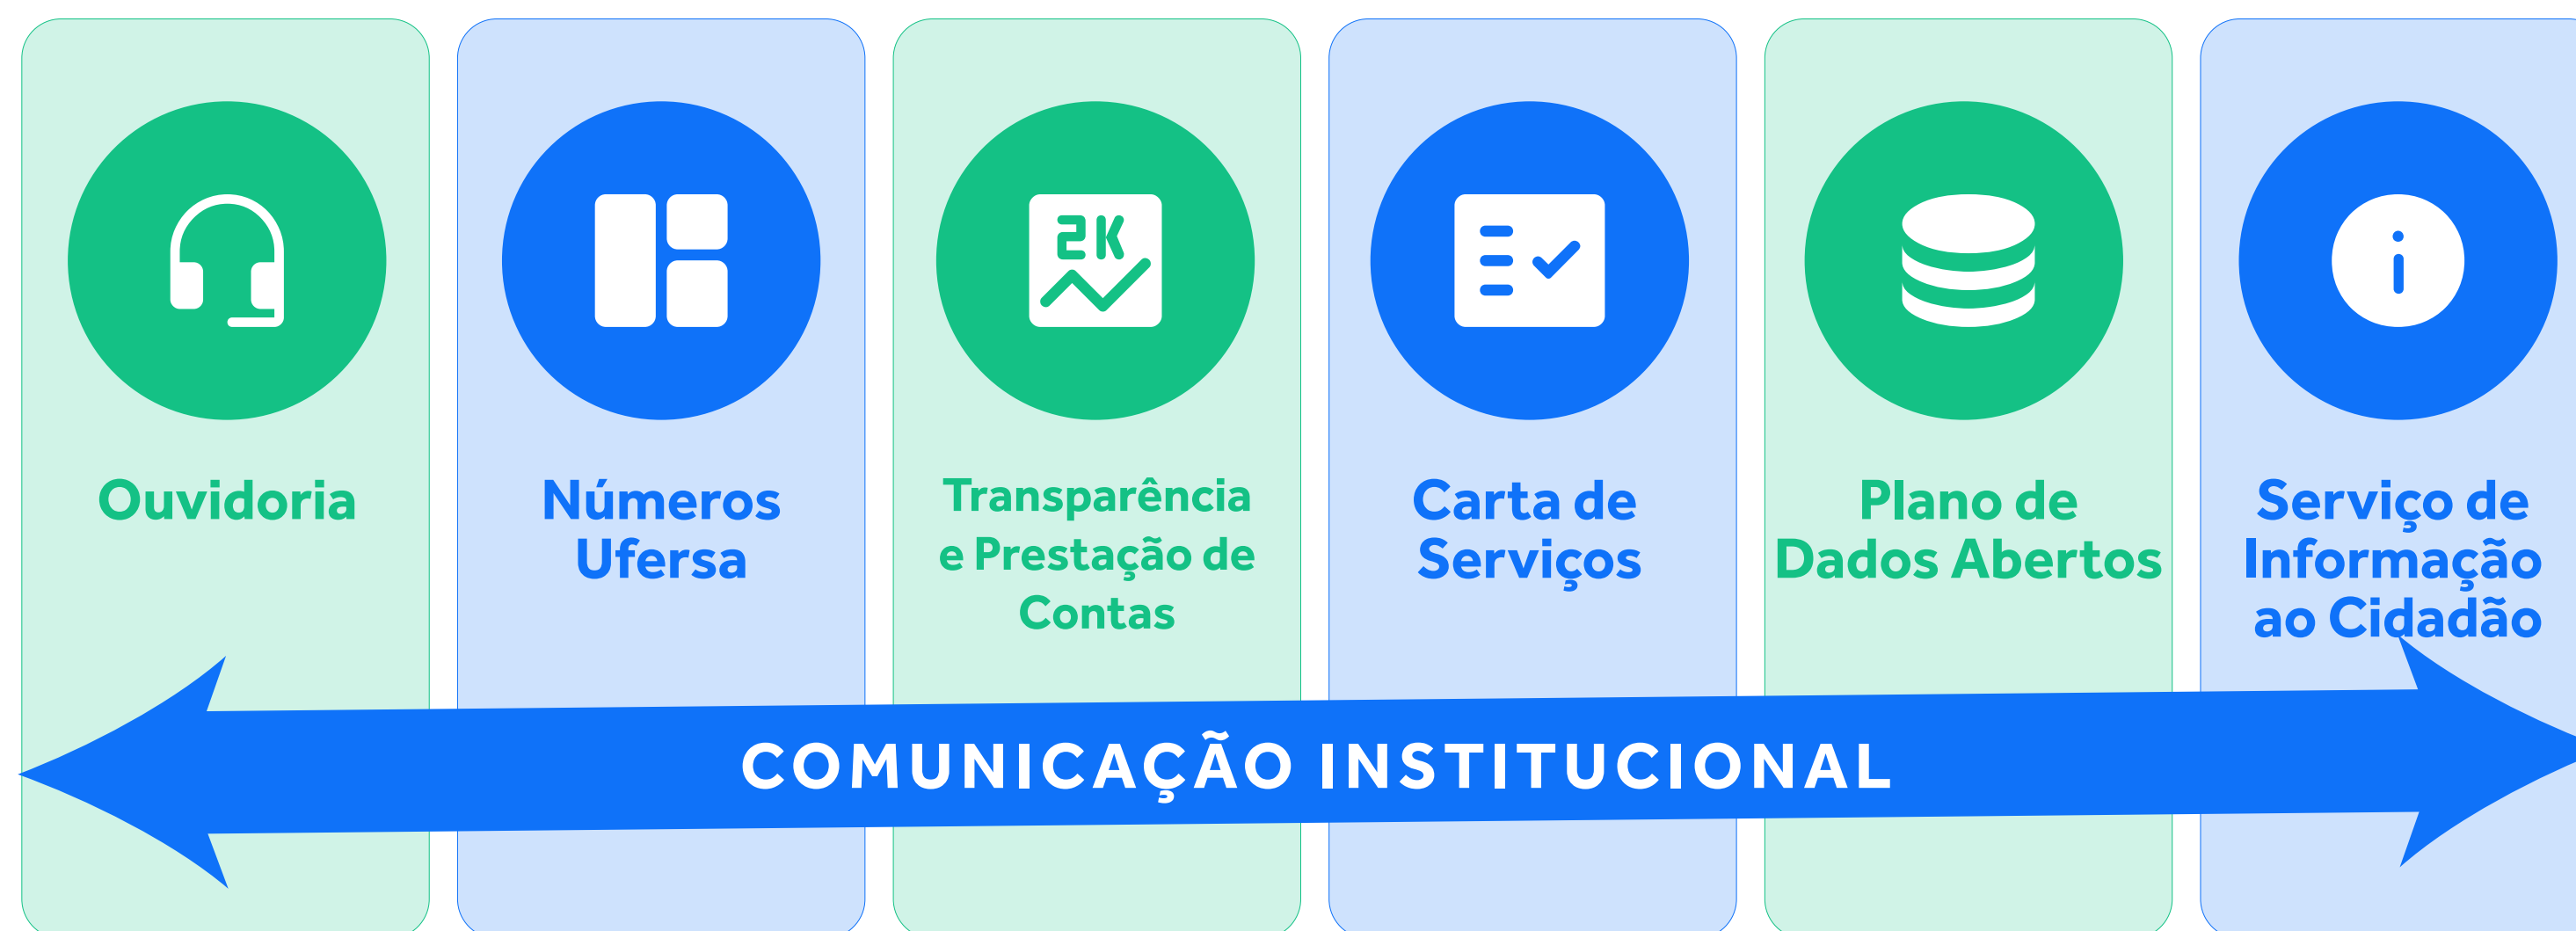 Ouvidoria
Números
Ufersa
2K
Transparência
e Prestação de
Contas
Carta de
Serviços
Plano de
Dados Abertos
Serviço de
Informação
ao Cidadão
COMUNICAÇÃO INSTITUCIONAL